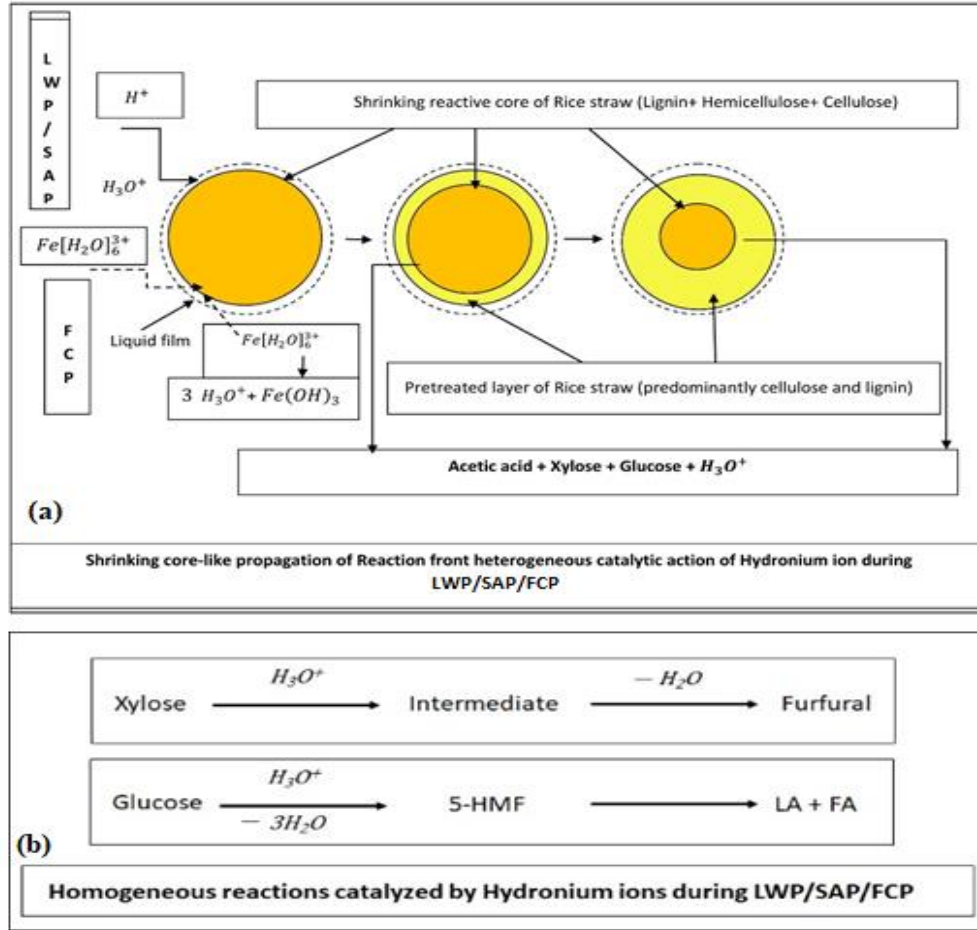 LWP/SAP
H⁺
Shrinking reactive core of Rice straw (Lignin+ Hemicellulose+ Cellulose)
H₃O⁺
Fe[H₂O]₆³⁺
FCP
Liquid film
Fe[H₂O]₆³⁺
3 H₃O⁺ + Fe(OH)₃
Pretreated layer of Rice straw (predominantly cellulose and lignin)
Acetic acid + Xylose + Glucose + H₃O⁺
(a)
Shrinking core-like propagation of Reaction front heterogeneous catalytic action of Hydronium ion during
LWP/SAP/FCP
H₃O⁺ − H₂O
Xylose Intermediate Furfural
H₃O⁺
Glucose 5-HMF LA + FA
− 3H₂O
(b)
Homogeneous reactions catalyzed by Hydronium ions during LWP/SAP/FCP